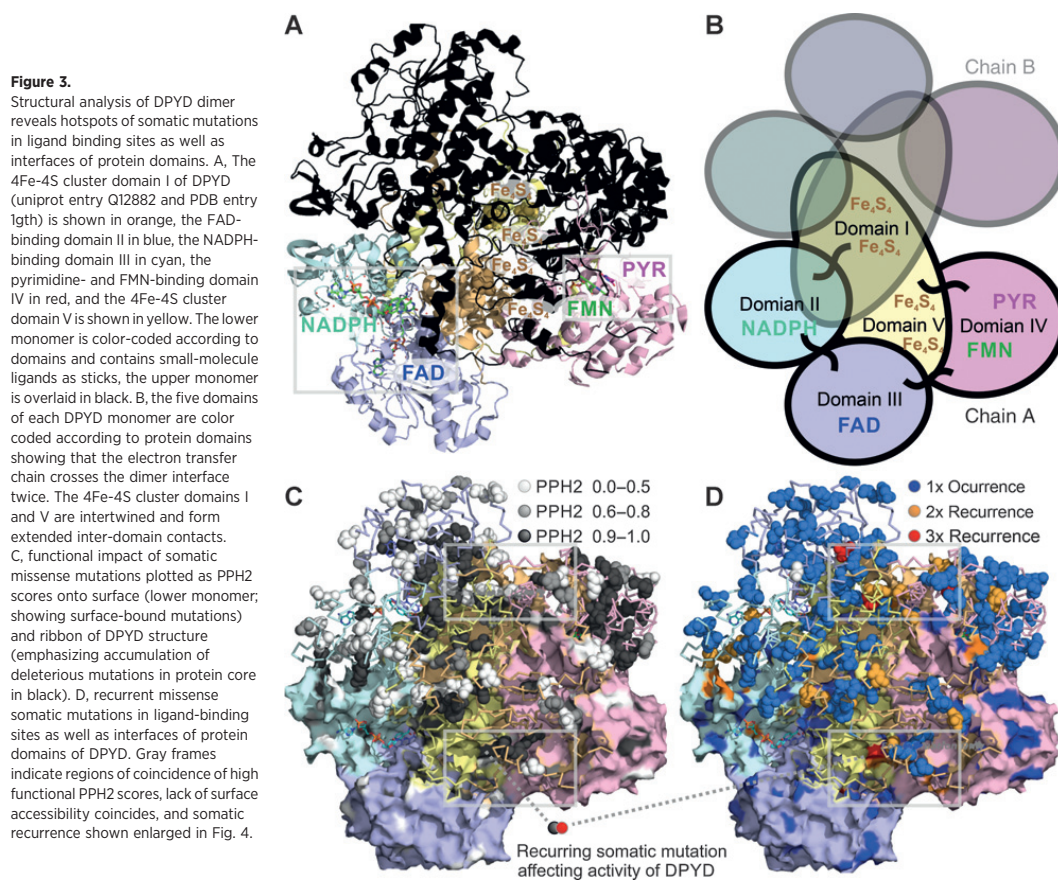 Figure 3.
Structural analysis of DPYD dimer
reveals hotspots of somatic mutations
in ligand binding sites as well as
interfaces of protein domains. A, The
4Fe-4S cluster domain I of DPYD
(uniprot entry Q12882 and PDB entry
1gth) is shown in orange, the FAD-
binding domain II in blue, the NADPH-
binding domain III in cyan, the
pyrimidine- and FMN-binding domain
IV in red, and the 4Fe-4S cluster
domain V is shown in yellow. The lower
monomer is color-coded according to
domains and contains small-molecule
ligands as sticks, the upper monomer
is overlaid in black. B, the five domains
of each DPYD monomer are color
coded according to protein domains
showing that the electron transfer
chain crosses the dimer interface
twice. The 4Fe-4S cluster domains I
and V are intertwined and form
extended inter-domain contacts.
C, functional impact of somatic
missense mutations plotted as PPH2
scores onto surface (lower monomer;
showing surface-bound mutations)
and ribbon of DPYD structure
(emphasizing accumulation of
deleterious mutations in protein core
in black). D, recurrent missense
somatic mutations in ligand-binding
sites as well as interfaces of protein
domains of DPYD. Gray frames
indicate regions of coincidence of high
functional PPH2 scores, lack of surface
accessibility coincides, and somatic
recurrence shown enlarged in Fig. 4.
A
Fe₄S
Fe₄S₄
Fe₄S₄
Fe₄S₄
PYR
NADPH
FMN
FAD
B
Chain B
Fe₄S₄
Domain I
Fe₄S₄
Domian II
NADPH
Fe₄S₄
Domain V
Fe₄S₄
PYR
Domian IV
FMN
Domain III
FAD
Chain A
C
PPH2 0.0–0.5
PPH2 0.6–0.8
PPH2 0.9–1.0
D
1x Ocurrence
2x Recurrence
3x Recurrence
Recurring somatic mutation
affecting activity of DPYD